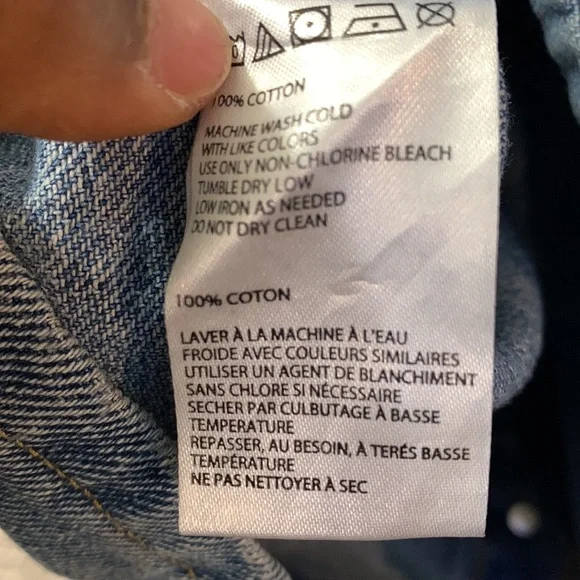 100% COTTON
MACHINE WASH COLD
WITH LIKE COLORS
USE ONLY NON-CHLORINE BLEACH
TUMBLE DRY LOW
LOW IRON AS NEEDED
DO NOT DRY CLEAN
100% COTON
LAVER À LA MACHINE À L'EAU
FROIDE AVEC COULEURS SIMILAIRES
UTILISER UN AGENT DE BLANCHIMENT
SANS CHLORE SI NÉCESSAIRE
SECHER PAR CULBUTAGE À BASSE
TEMPERATURE
REPASSER, AU BESOIN, À TERÉS BASSE
TEMPÉRATURE
NE PAS NETTOYER À SEC